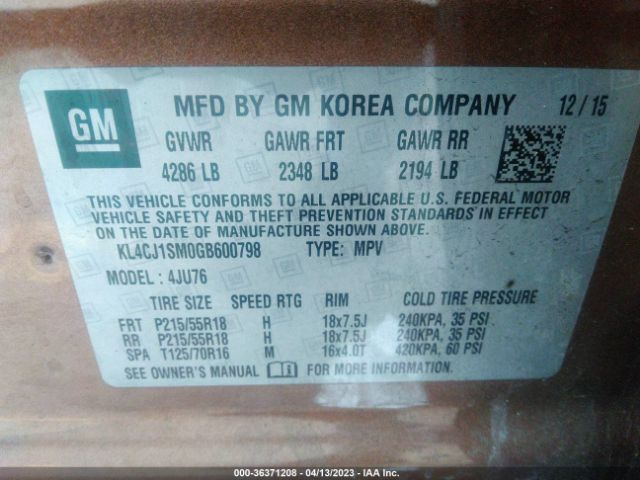 GM
MFD BY GM KOREA COMPANY 12/15
GVWR GAWR FRT GAWR RR
4286 LB 2348 LB 2194 LB
THIS VEHICLE CONFORMS TO ALL APPLICABLE U.S. FEDERAL MOTOR
VEHICLE SAFETY AND THEFT PREVENTION STANDARDS IN EFFECT
ON THE DATE OF MANUFACTURE SHOWN ABOVE.
KL4CJ1SM0GB600798 TYPE: MPV
MODEL : 4JU76
TIRE SIZE SPEED RTG RIM COLD TIRE PRESSURE
FRT P215/55R18 H 18x7.5J 240KPA, 35 PSI
RR P215/55R18 H 18x7.5J 240KPA, 35 PSI
SPA T125/70R16 M 16x4.0T 420KPA, 60 PSI
SEE OWNER'S MANUAL FOR MORE INFORMATION
000-36371208 - 04/13/2023 - IAA Inc.